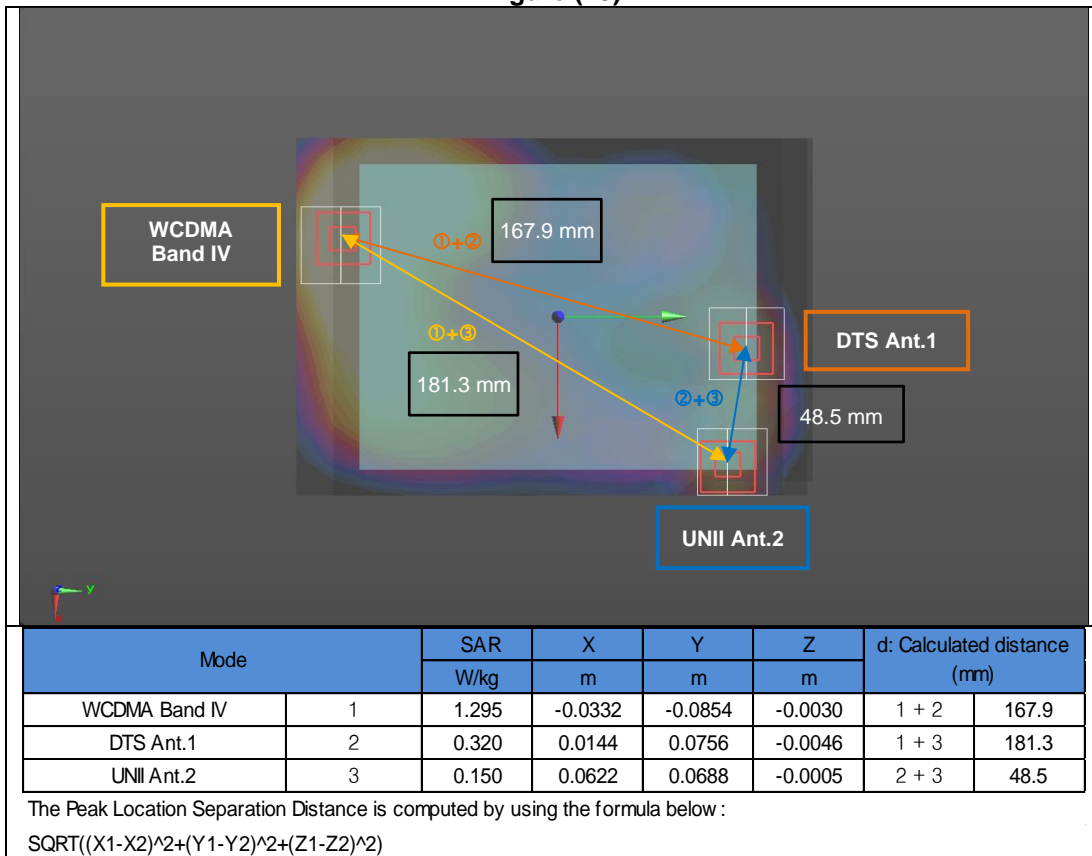 WCDMA
Band IV
①+②
167.9 mm
①+③
181.3 mm
DTS Ant.1
②+③
48.5 mm
UNII Ant.2
Y
Mode SAR X Y Z d: Calculated distance (mm)
W/kg m m m
WCDMA Band IV 1 1.295 -0.0332 -0.0854 -0.0030 1 + 2 167.9
DTS Ant.1 2 0.320 0.0144 0.0756 -0.0046 1 + 3 181.3
UNII Ant.2 3 0.150 0.0622 0.0688 -0.0005 2 + 3 48.5
The Peak Location Separation Distance is computed by using the formula below :
SQRT((X1-X2)^2+(Y1-Y2)^2+(Z1-Z2)^2)